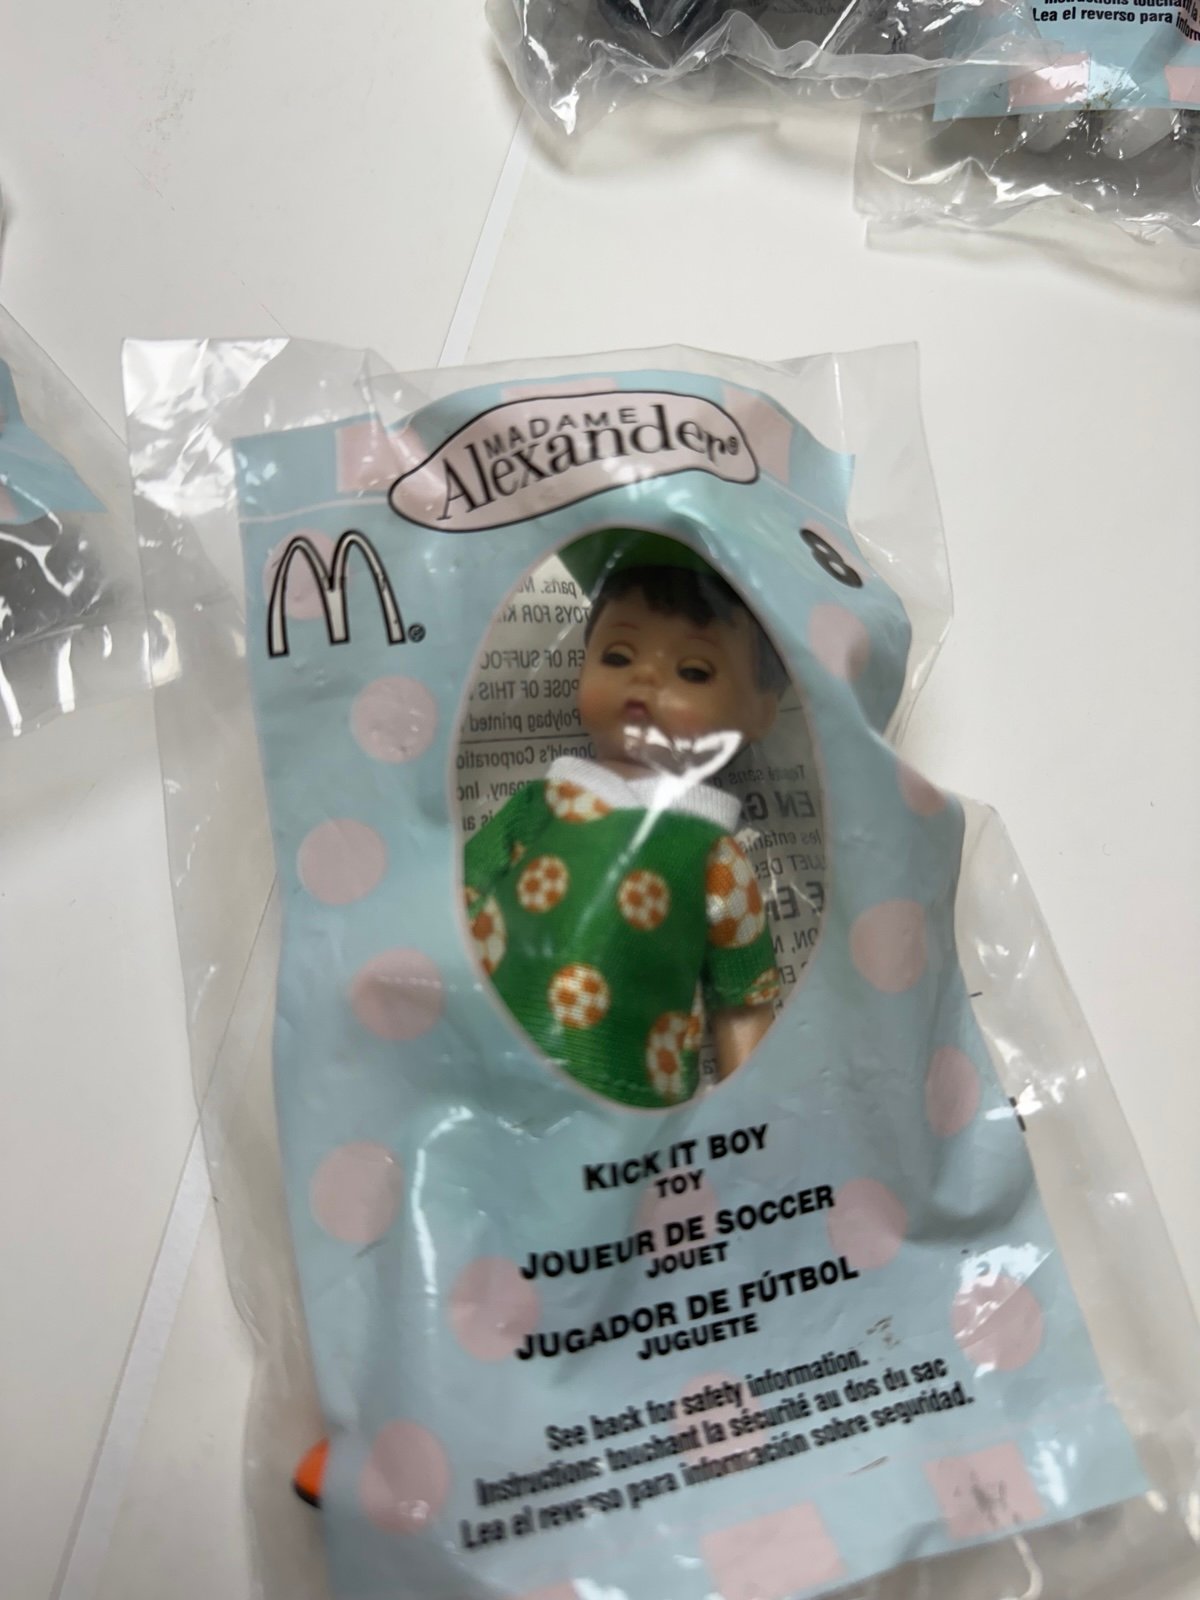 Lea el reverso para
MADAME
Alexander®
M®
8
KICK IT BOY
TOY
JOUEUR DE SOCCER
JOUET
JUGADOR DE FÚTBOL
JUGUETE
See back for safety information.
Instructions touchant la sécurité au dos du sac
Lea el reverso para información sobre seguridad.